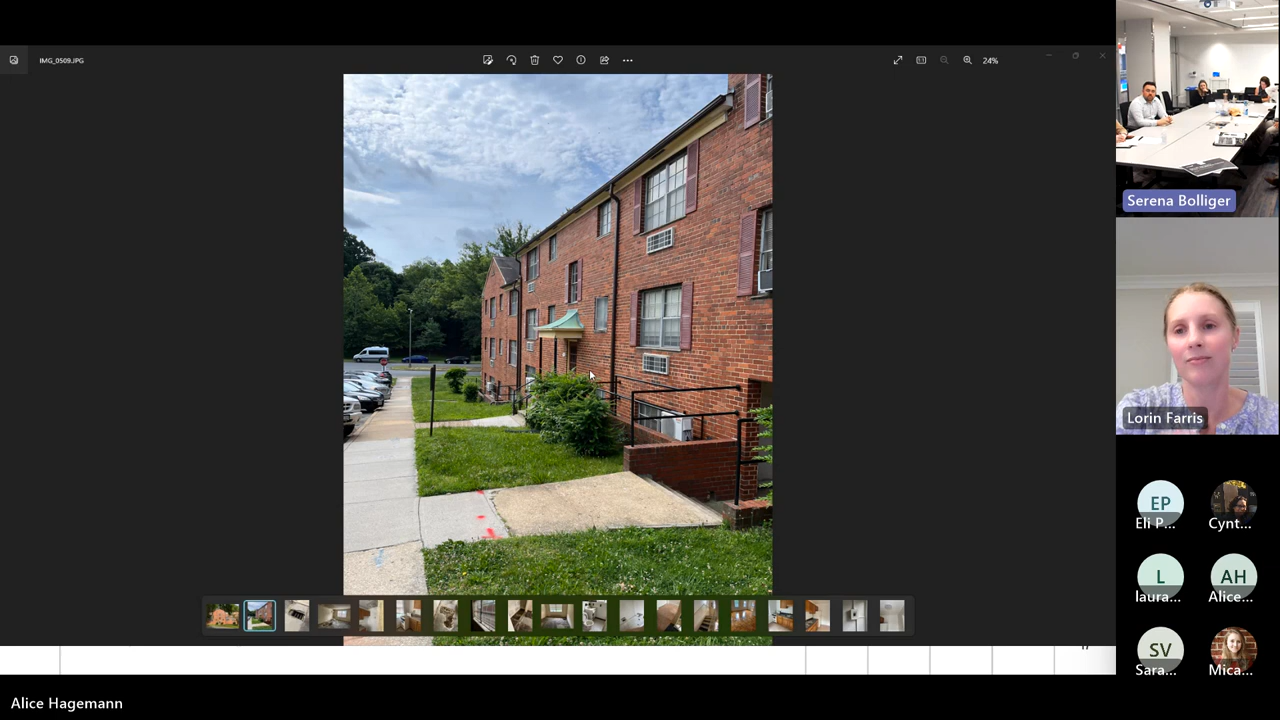 IMG_0509.JPG
24%
Serena Bolliger
Lorin Farris
EP
Eli P...
Cynt...
L
laura...
AH
Alice...
SV
Sara...
Mica...
Alice Hagemann